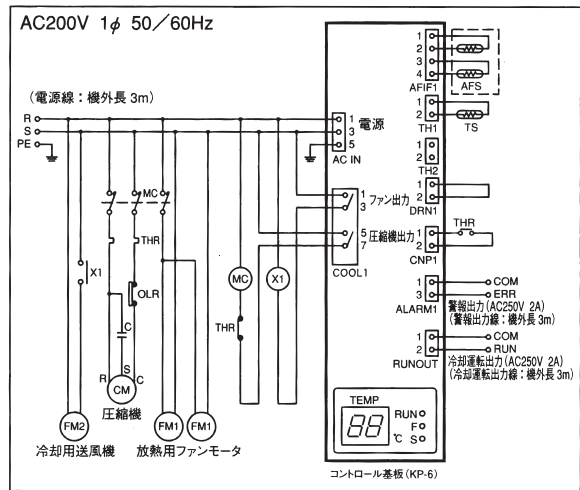 AC200V 1φ 50/60Hz
(電源線：機外長3m)
R
S
PE
MC
THR
X1
OLR
C
S
R
C
CM
圧縮機
FM2
冷却用送風機
FM1
FM1
放熱用ファンモータ
MC
X1
THR
1
3
5
電源
AC IN
1
3
ファン出力
5
7
圧縮機出力
COOL1
1
2
3
4
AFIF1
AFS
1
2
TH1
TS
1
2
TH2
1
2
DRN1
1
2
CNP1
THR
1
3
ALARM1
COM
ERR
警報出力(AC250V 2A)
(警報出力線：機外長3m)
1
2
RUNOUT
COM
RUN
冷却運転出力(AC250V 2A)
(冷却運転出力線：機外長3m)
TEMP
88
℃
RUN
F
S
コントロール基板(KP-6)